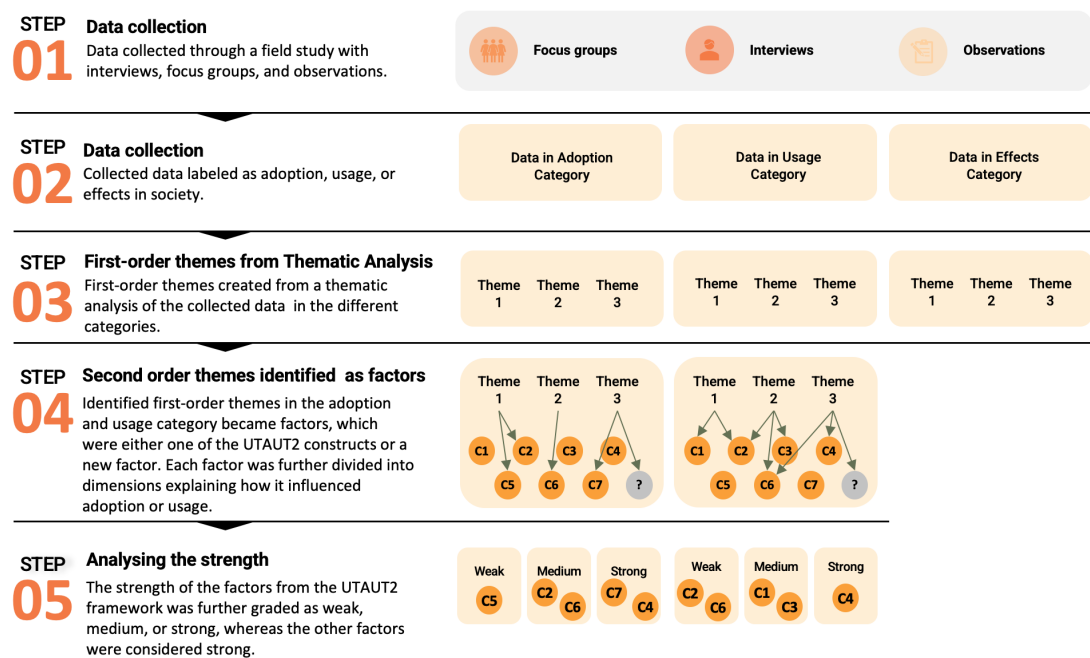 STEP
01
Data collection
Data collected through a field study with
interviews, focus groups, and observations.
Focus groups
Interviews
Observations
STEP
02
Data collection
Collected data labeled as adoption, usage, or
effects in society.
Data in Adoption
Category
Data in Usage
Category
Data in Effects
Category
STEP
03
First-order themes from Thematic Analysis
First-order themes created from a thematic
analysis of the collected data in the different
categories.
Theme Theme Theme
1 2 3
Theme Theme Theme
1 2 3
Theme Theme Theme
1 2 3
STEP
04
Second order themes identified as factors
Identified first-order themes in the adoption
and usage category became factors, which
were either one of the UTAUT2 constructs or a
new factor. Each factor was further divided into
dimensions explaining how it influenced
adoption or usage.
Theme Theme Theme
1 2 3
C1 C2 C3 C4
C5 C6 C7 ?
Theme Theme Theme
1 2 3
C1 C2 C3 C4
C5 C6 C7 ?
STEP
05
Analysing the strength
The strength of the factors from the UTAUT2
framework was further graded as weak,
medium, or strong, whereas the other factors
were considered strong.
Weak
C5
Medium
C2
C6
Strong
C7
C4
Weak
C2
C6
Medium
C1
C3
Strong
C4